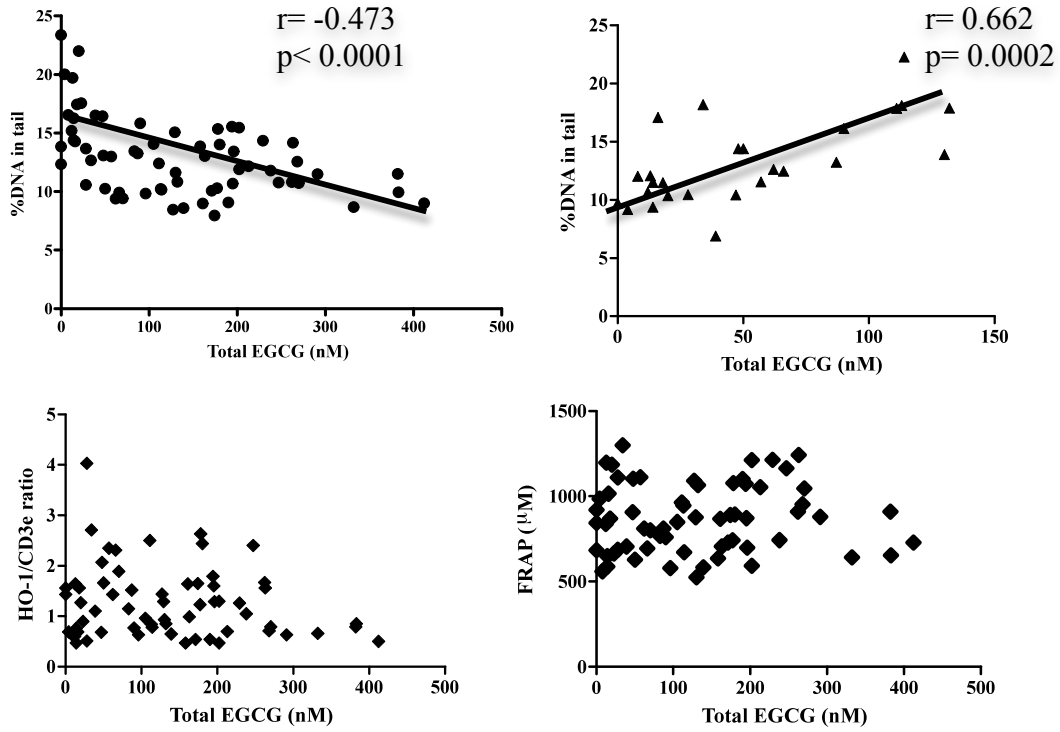 r= -0.473
p< 0.0001
25
20
15
10
5
0
%DNA in tail
0 100 200 300 400 500
Total EGCG (nM)
r= 0.662
p= 0.0002
25
20
15
10
5
0
%DNA in tail
0 50 100 150
Total EGCG (nM)
5
4
3
2
1
0
HO-1/CD3e ratio
0 100 200 300 400 500
Total EGCG (nM)
1500
1000
500
0
FRAP (µM)
0 100 200 300 400 500
Total EGCG (nM)